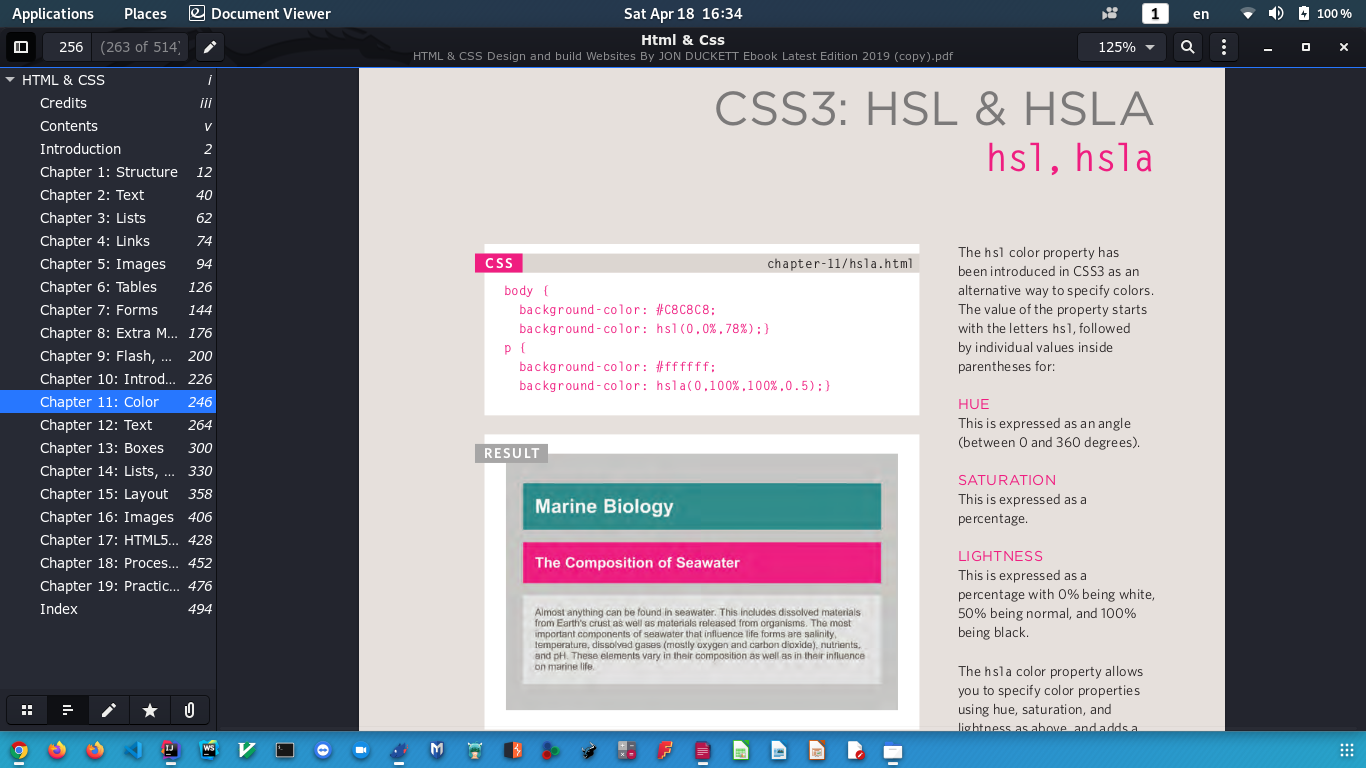 Applications Places Document Viewer Sat Apr 18 16:34 1 en 100 %
256 (263 of 514) Html & Css 125%
HTML & CSS Design and build Websites By JON DUCKETT Ebook Latest Edition 2019 (copy).pdf
HTML & CSS i
Credits iii
Contents v
Introduction 2
Chapter 1: Structure 12
Chapter 2: Text 40
Chapter 3: Lists 62
Chapter 4: Links 74
Chapter 5: Images 94
Chapter 6: Tables 126
Chapter 7: Forms 144
Chapter 8: Extra M... 176
Chapter 9: Flash, ... 200
Chapter 10: Introd... 226
Chapter 11: Color 246
Chapter 12: Text 264
Chapter 13: Boxes 300
Chapter 14: Lists, ... 330
Chapter 15: Layout 358
Chapter 16: Images 406
Chapter 17: HTML5... 428
Chapter 18: Proces... 452
Chapter 19: Practic... 476
Index 494
CSS3: HSL & HSLA
hsl, hsla
CSS chapter-11/hsla.html
body {
background-color: #C8C8C8;
background-color: hsl(0,0%,78%);}
p {
background-color: #ffffff;
background-color: hsla(0,100%,100%,0.5);}
RESULT
Marine Biology
The Composition of Seawater
Almost anything can be found in seawater. This includes dissolved materials
from Earth's crust as well as materials released from organisms. The most
important components of seawater that influence life forms are salinity,
temperature, dissolved gases (mostly oxygen and carbon dioxide), nutrients,
and pH. These elements vary in their composition as well as in their influence
on marine life.
The hsl color property has
been introduced in CSS3 as an
alternative way to specify colors.
The value of the property starts
with the letters hsl, followed
by individual values inside
parentheses for:
HUE
This is expressed as an angle
(between 0 and 360 degrees).
SATURATION
This is expressed as a
percentage.
LIGHTNESS
This is expressed as a
percentage with 0% being white,
50% being normal, and 100%
being black.
The hsla color property allows
you to specify color properties
using hue, saturation, and
lightness as above, and adds a